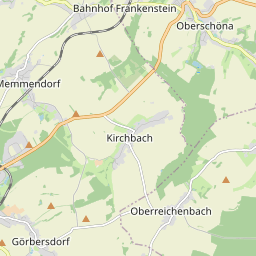 Bahnhof Frankenstein
Oberschöna
Memmendorf
Kirchbach
Oberreichenbach
Görbersdorf